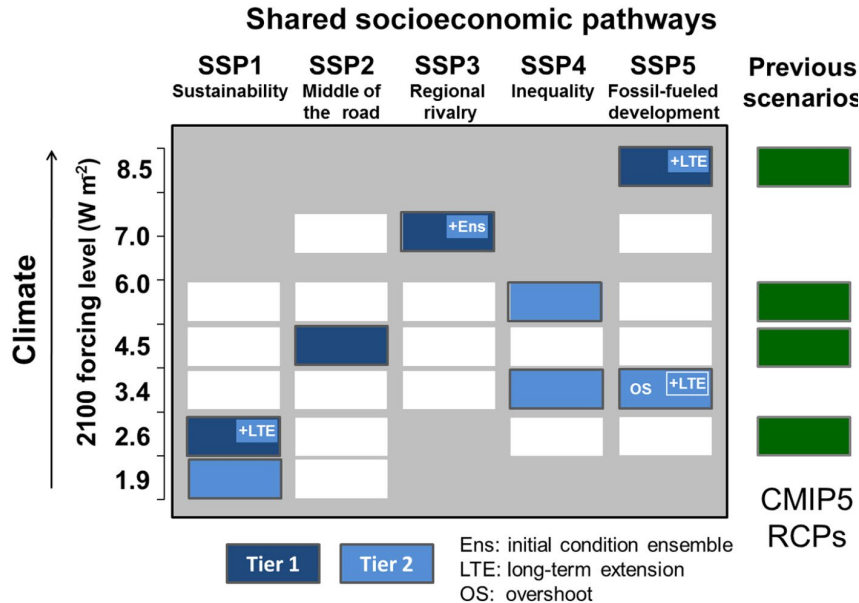 Shared socioeconomic pathways
SSP1 SSP2 SSP3 SSP4 SSP5
Sustainability Middle of the road Regional rivalry Inequality Fossil-fueled development
Previous
scenarios
Climate
2100 forcing level (W m-2)
8.5
+LTE
7.0
+Ens
6.0
4.5
3.4
OS +LTE
2.6
+LTE
1.9
CMIP5
RCPs
Tier 1 Tier 2
Ens: initial condition ensemble
LTE: long-term extension
OS: overshoot